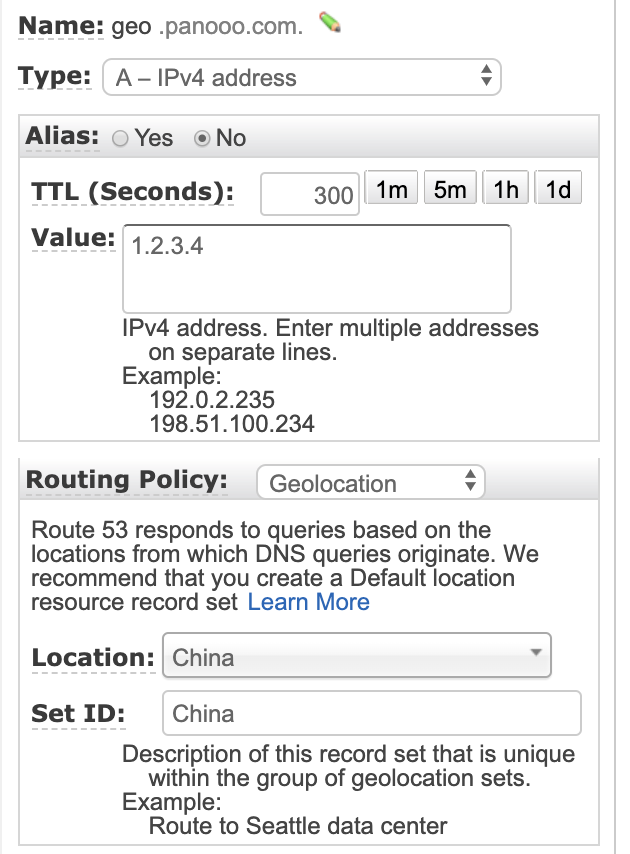 Name: geo .panooo.com.
Type: A – IPv4 address
Alias: Yes No
TTL (Seconds): 300 1m 5m 1h 1d
Value: 1.2.3.4
IPv4 address. Enter multiple addresses
on separate lines.
Example:
192.0.2.235
198.51.100.234
Routing Policy: Geolocation
Route 53 responds to queries based on the
locations from which DNS queries originate. We
recommend that you create a Default location
resource record set Learn More
Location: China
Set ID: China
Description of this record set that is unique
within the group of geolocation sets.
Example:
Route to Seattle data center